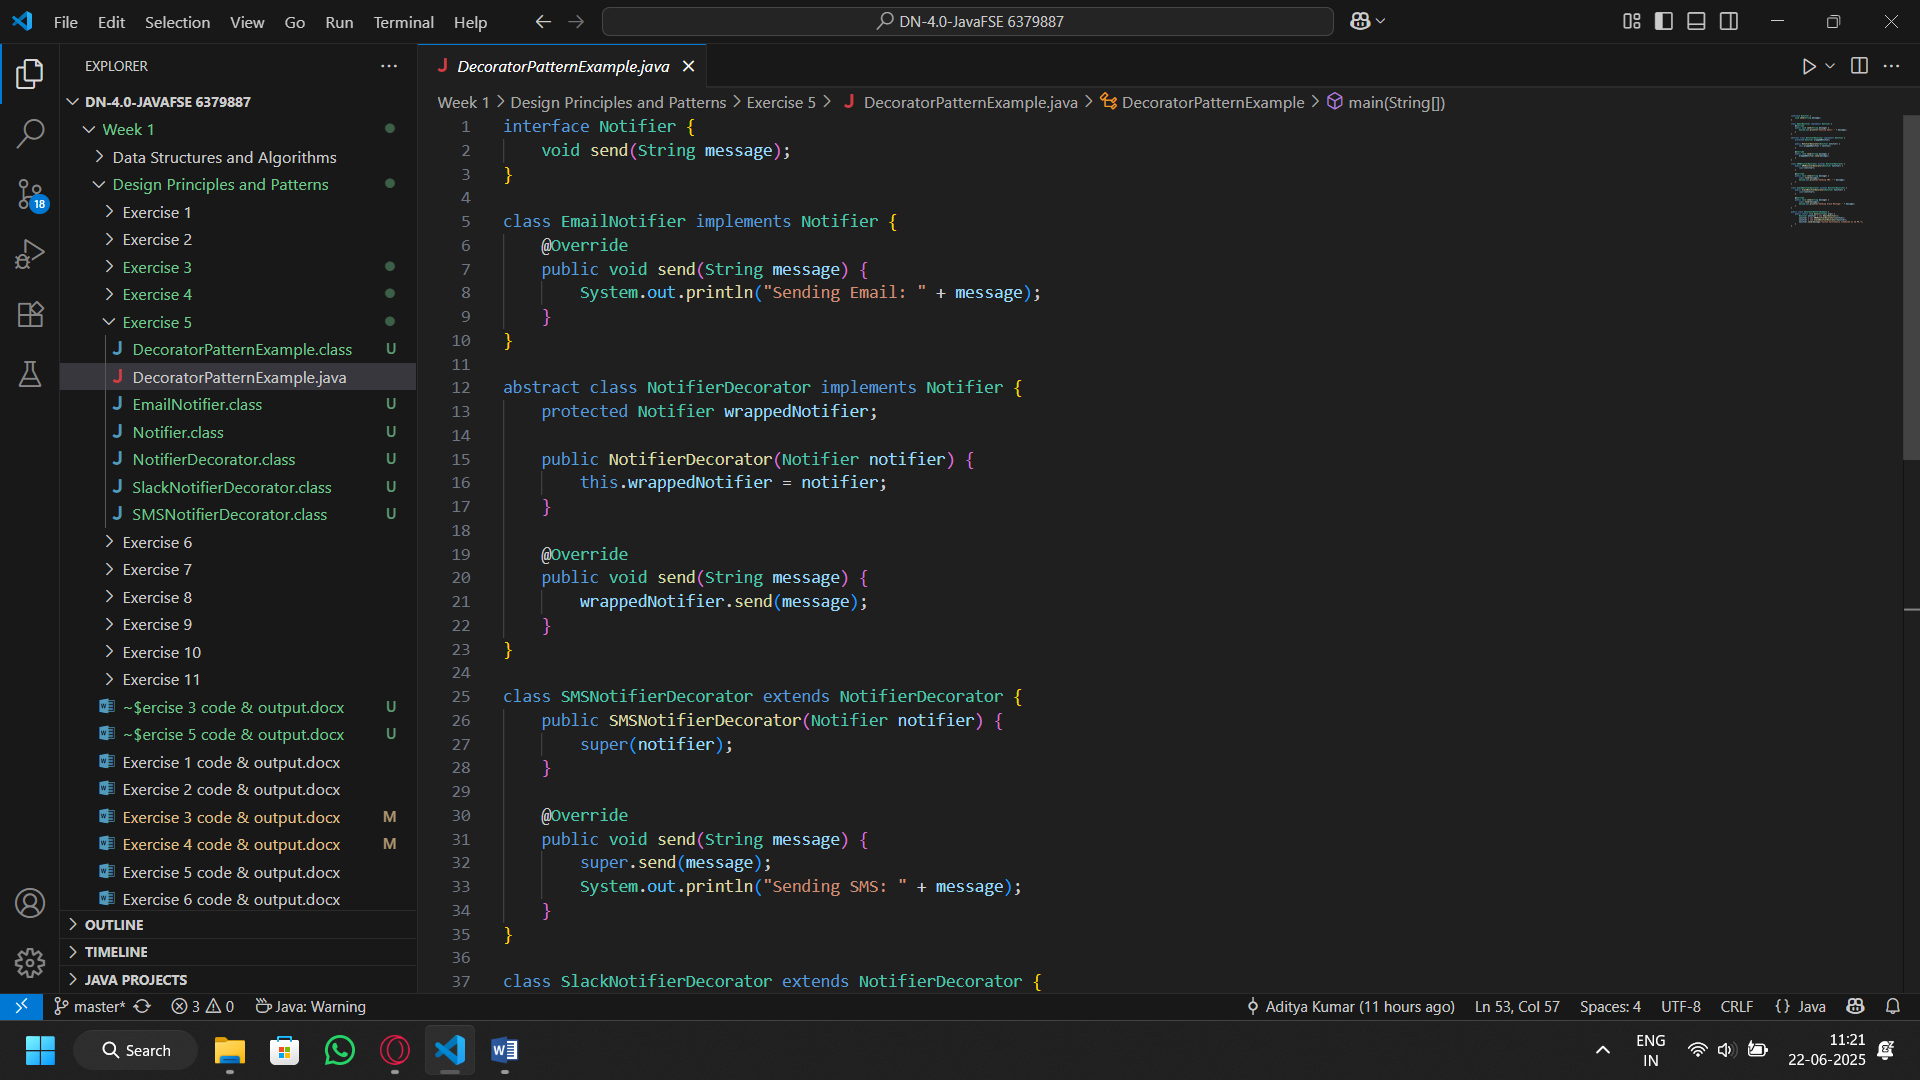 File Edit Selection View Go Run Terminal Help
DN-4.0-JavaFSE 6379887
EXPLORER
DN-4.0-JAVAFSE 6379887
Week 1
Data Structures and Algorithms
Design Principles and Patterns
Exercise 1
Exercise 2
Exercise 3
Exercise 4
Exercise 5
DecoratorPatternExample.class U
DecoratorPatternExample.java
EmailNotifier.class U
Notifier.class U
NotifierDecorator.class U
SlackNotifierDecorator.class U
SMSNotifierDecorator.class U
Exercise 6
Exercise 7
Exercise 8
Exercise 9
Exercise 10
Exercise 11
~$ercise 3 code & output.docx U
~$ercise 5 code & output.docx U
Exercise 1 code & output.docx
Exercise 2 code & output.docx
Exercise 3 code & output.docx M
Exercise 4 code & output.docx M
Exercise 5 code & output.docx
Exercise 6 code & output.docx
OUTLINE
TIMELINE
JAVA PROJECTS
18
J DecoratorPatternExample.java
Week 1 > Design Principles and Patterns > Exercise 5 > J DecoratorPatternExample.java > DecoratorPatternExample > main(String[])
1 interface Notifier {
2 void send(String message);
3 }
4
5 class EmailNotifier implements Notifier {
6 @Override
7 public void send(String message) {
8 System.out.println("Sending Email: " + message);
9 }
10 }
11
12 abstract class NotifierDecorator implements Notifier {
13 protected Notifier wrappedNotifier;
14
15 public NotifierDecorator(Notifier notifier) {
16 this.wrappedNotifier = notifier;
17 }
18
19 @Override
20 public void send(String message) {
21 wrappedNotifier.send(message);
22 }
23 }
24
25 class SMSNotifierDecorator extends NotifierDecorator {
26 public SMSNotifierDecorator(Notifier notifier) {
27 super(notifier);
28 }
29
30 @Override
31 public void send(String message) {
32 super.send(message);
33 System.out.println("Sending SMS: " + message);
34 }
35 }
36
37 class SlackNotifierDecorator extends NotifierDecorator {
master* 3 0 Java: Warning Aditya Kumar (11 hours ago) Ln 53, Col 57 Spaces: 4 UTF-8 CRLF {} Java
Search
ENG
IN
11:21
22-06-2025